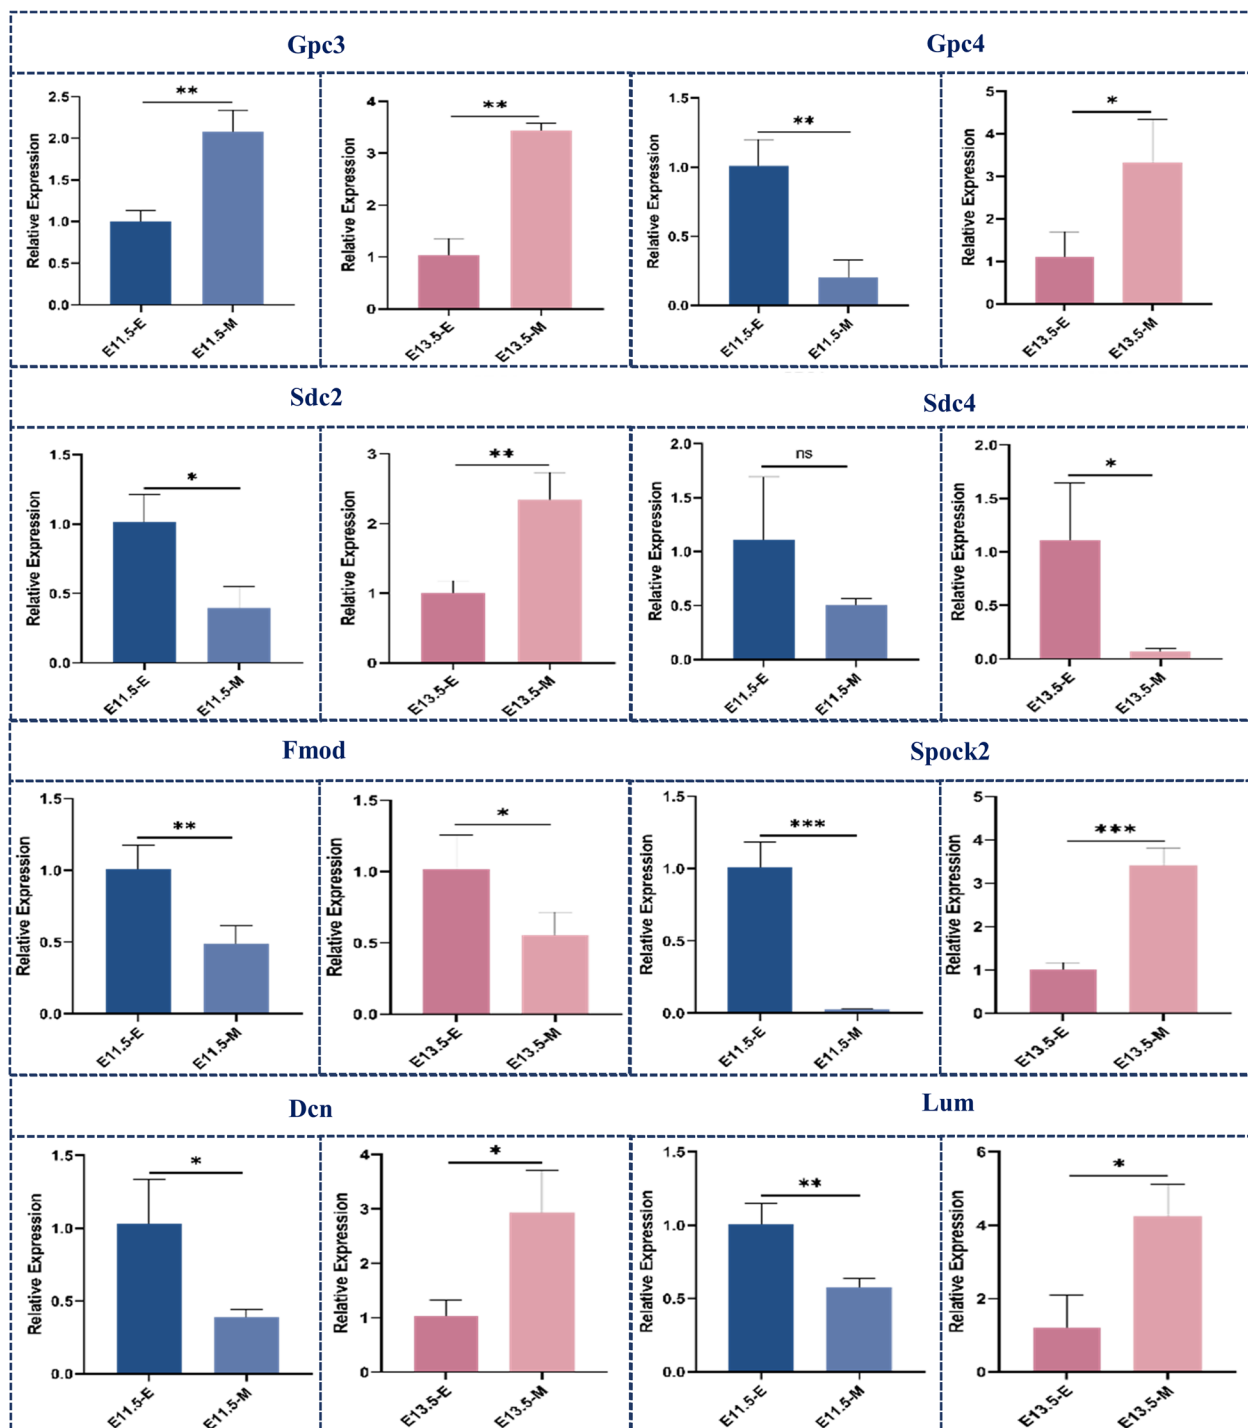 Gpc3 Gpc4
** ** ** *
Relative Expression Relative Expression Relative Expression Relative Expression
2.5 4 1.5 5
2.0 3 1.0 4
1.5 2 0.5 3
1.0 1 0.0 2
0.5 0 1
0.0 0
E11.5-E E11.5-M E13.5-E E13.5-M E11.5-E E11.5-M E13.5-E E13.5-M
Sdc2 Sdc4
* ** ns *
Relative Expression Relative Expression Relative Expression Relative Expression
1.5 3 2.0 2.0
1.0 2 1.5 1.5
0.5 1 1.0 1.0
0.0 0 0.5 0.5
0.0 0.0
E11.5-E E11.5-M E13.5-E E13.5-M E11.5-E E11.5-M E13.5-E E13.5-M
Fmod Spock2
** * *** ***
Relative Expression Relative Expression Relative Expression Relative Expression
1.5 1.5 1.5 5
1.0 1.0 1.0 4
0.5 0.5 0.5 3
0.0 0.0 0.0 2
1
0
E11.5-E E11.5-M E13.5-E E13.5-M E11.5-E E11.5-M E13.5-E E13.5-M
Dcn Lum
* * ** *
Relative Expression Relative Expression Relative Expression Relative Expression
1.5 4 1.5 6
1.0 3 1.0 4
0.5 2 0.5 2
0.0 1 0.0 0
0
E11.5-E E11.5-M E13.5-E E13.5-M E11.5-E E11.5-M E13.5-E E13.5-M